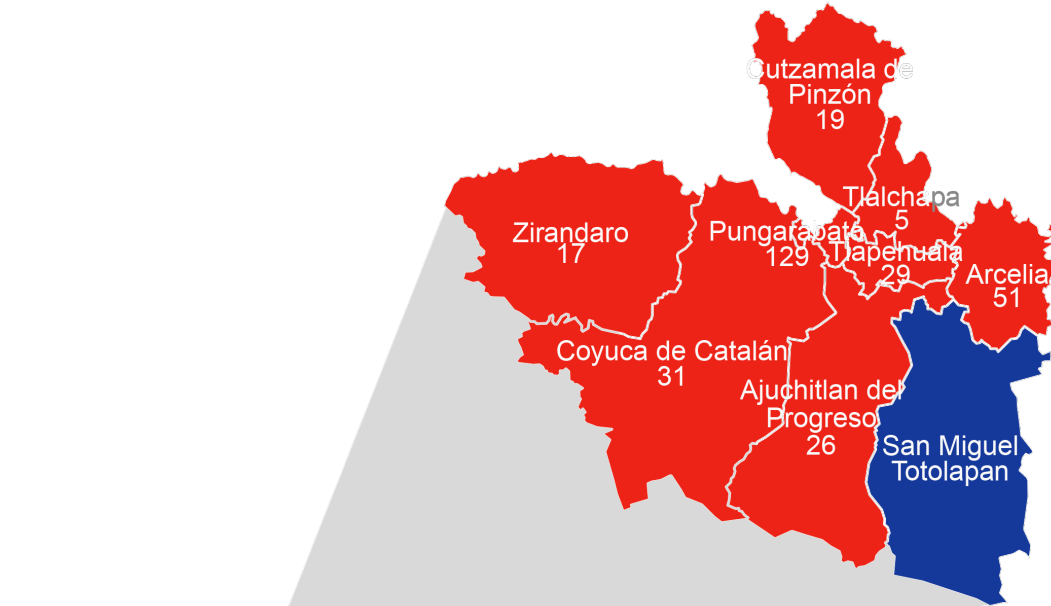 Cutzamala de
Pinzón
19
Tlalchapa
5
Zirandaro
17
Pungarabato
129
Tlapehuala
29
Arcelia
51
Coyuca de Catalán
31
Ajuchitlan del
Progreso
26
San Miguel
Totolapan